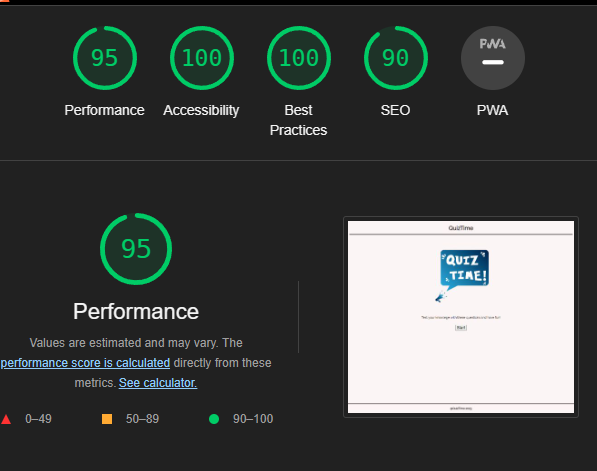 95
100
100
90
PWA
Performance
Accessibility
Best
Practices
SEO
PWA
95
Performance
Values are estimated and may vary. The
performance score is calculated directly from these
metrics. See calculator.
0–49
50–89
90–100
QuizTime
QUIZ
TIME!
Start